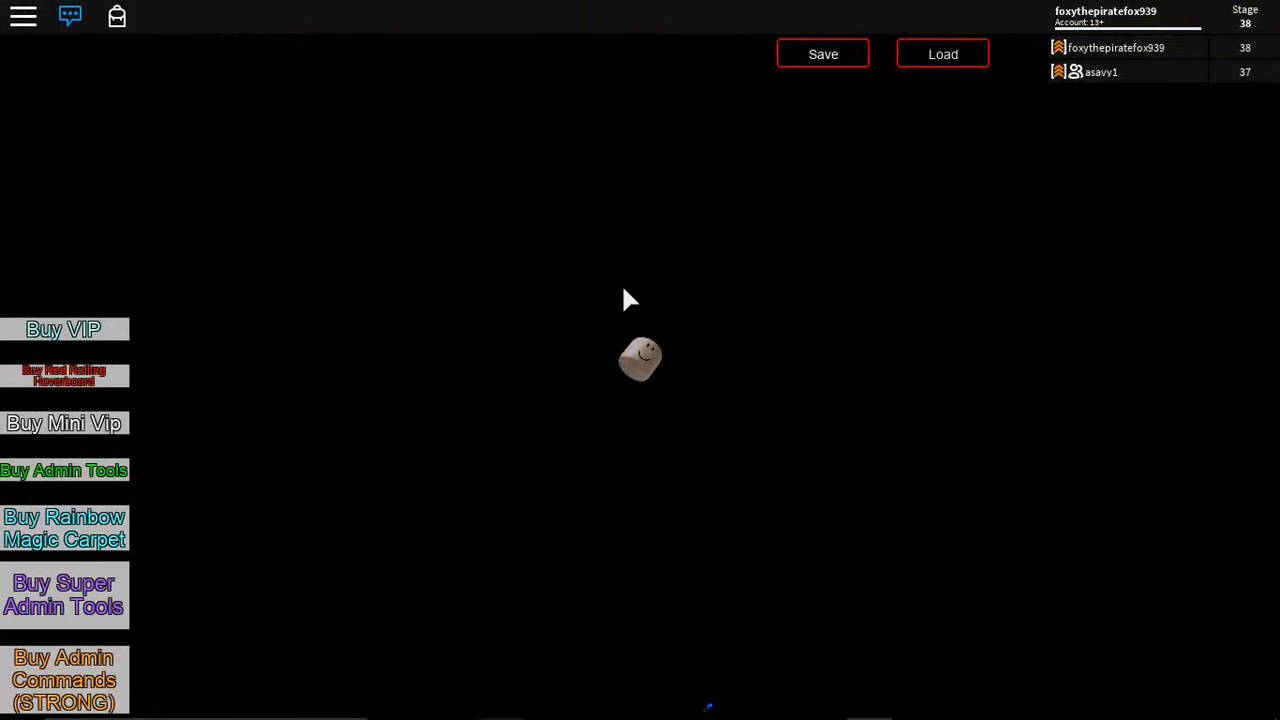 foxythepiratefox939
Account: 13+
Stage
38
Save
Load
foxythepiratefox939 38
asavy1 37
Buy VIP
Buy Red Rolling
Hoverboard
Buy Mini Vip
Buy Admin Tools
Buy Rainbow
Magic Carpet
Buy Super
Admin Tools
Buy Admin
Commands
(STRONG)